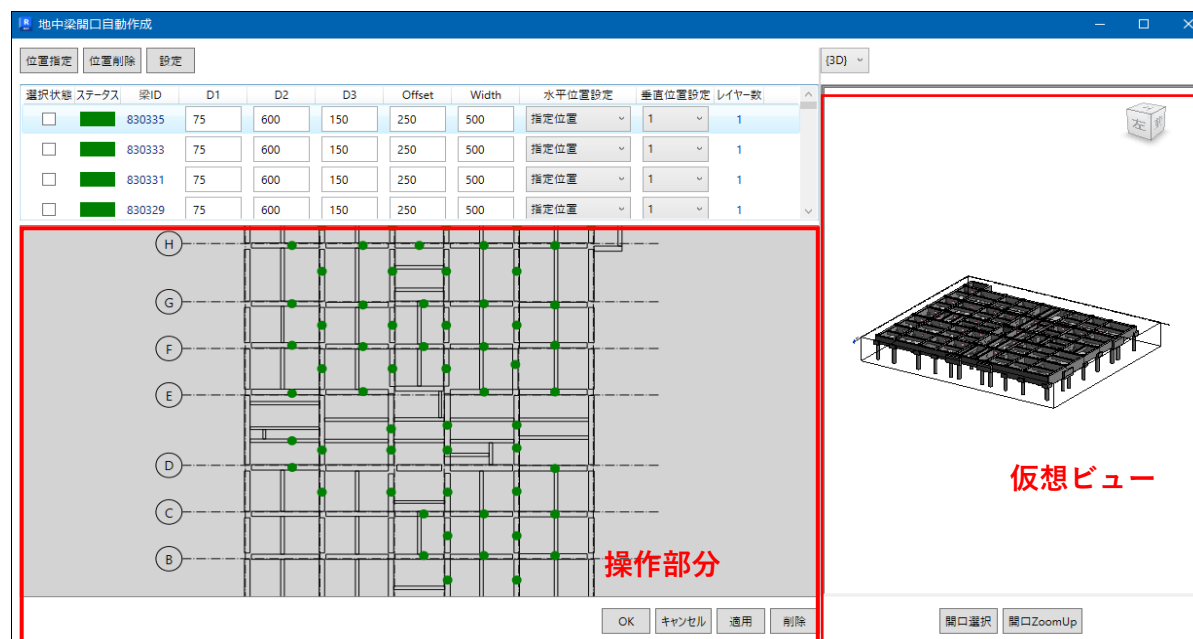 地中梁開口自動作成
位置指定 位置削除 設定
{3D}
選択状態 ステータス 梁ID D1 D2 D3 Offset Width 水平位置設定 垂直位置設定 レイヤー数
830335 75 600 150 250 500 指定位置 1 1
830333 75 600 150 250 500 指定位置 1 1
830331 75 600 150 250 500 指定位置 1 1
830329 75 600 150 250 500 指定位置 1 1
左
H
G
F
E
D
C
B
仮想ビュー
操作部分
OK キャンセル 適用 削除
開口選択 開口ZoomUp